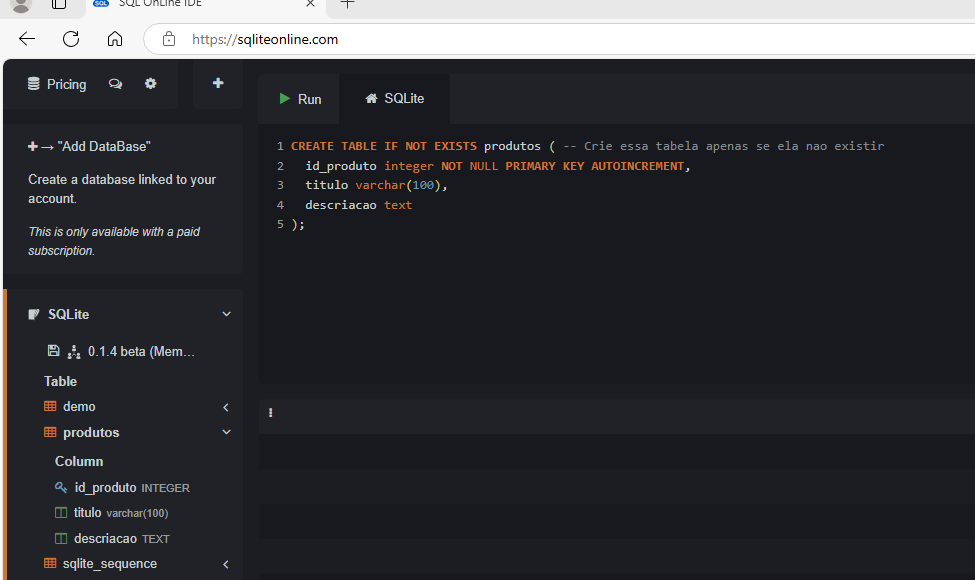 SQL OnLine IDE
https://sqliteonline.com
Pricing
Run
SQLite
+ → "Add DataBase"
Create a database linked to your
account.
This is only available with a paid
subscription.
SQLite
0.1.4 beta (Mem…
Table
demo
produtos
Column
id_produto INTEGER
titulo varchar(100)
descriacao TEXT
sqlite_sequence
1 CREATE TABLE IF NOT EXISTS produtos ( -- Crie essa tabela apenas se ela nao existir
2 id_produto integer NOT NULL PRIMARY KEY AUTOINCREMENT,
3 titulo varchar(100),
4 descriacao text
5 );